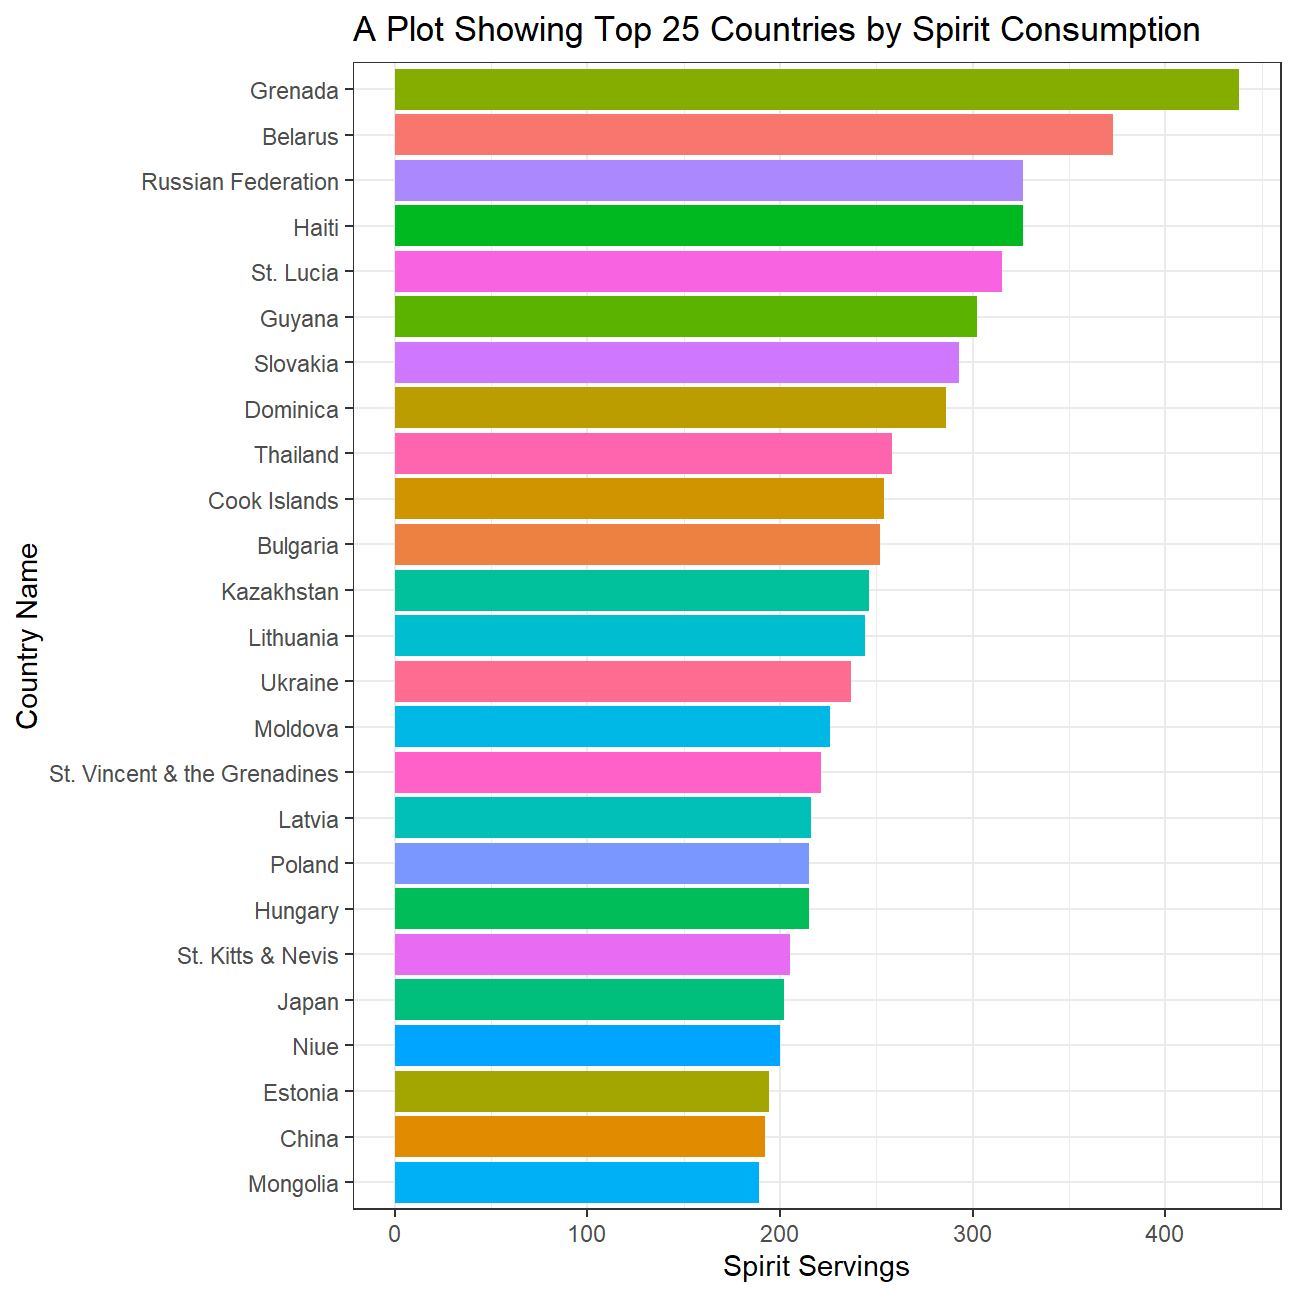 A Plot Showing Top 25 Countries by Spirit Consumption
Country Name
Grenada
Belarus
Russian Federation
Haiti
St. Lucia
Guyana
Slovakia
Dominica
Thailand
Cook Islands
Bulgaria
Kazakhstan
Lithuania
Ukraine
Moldova
St. Vincent & the Grenadines
Latvia
Poland
Hungary
St. Kitts & Nevis
Japan
Niue
Estonia
China
Mongolia
0 100 200 300 400
Spirit Servings